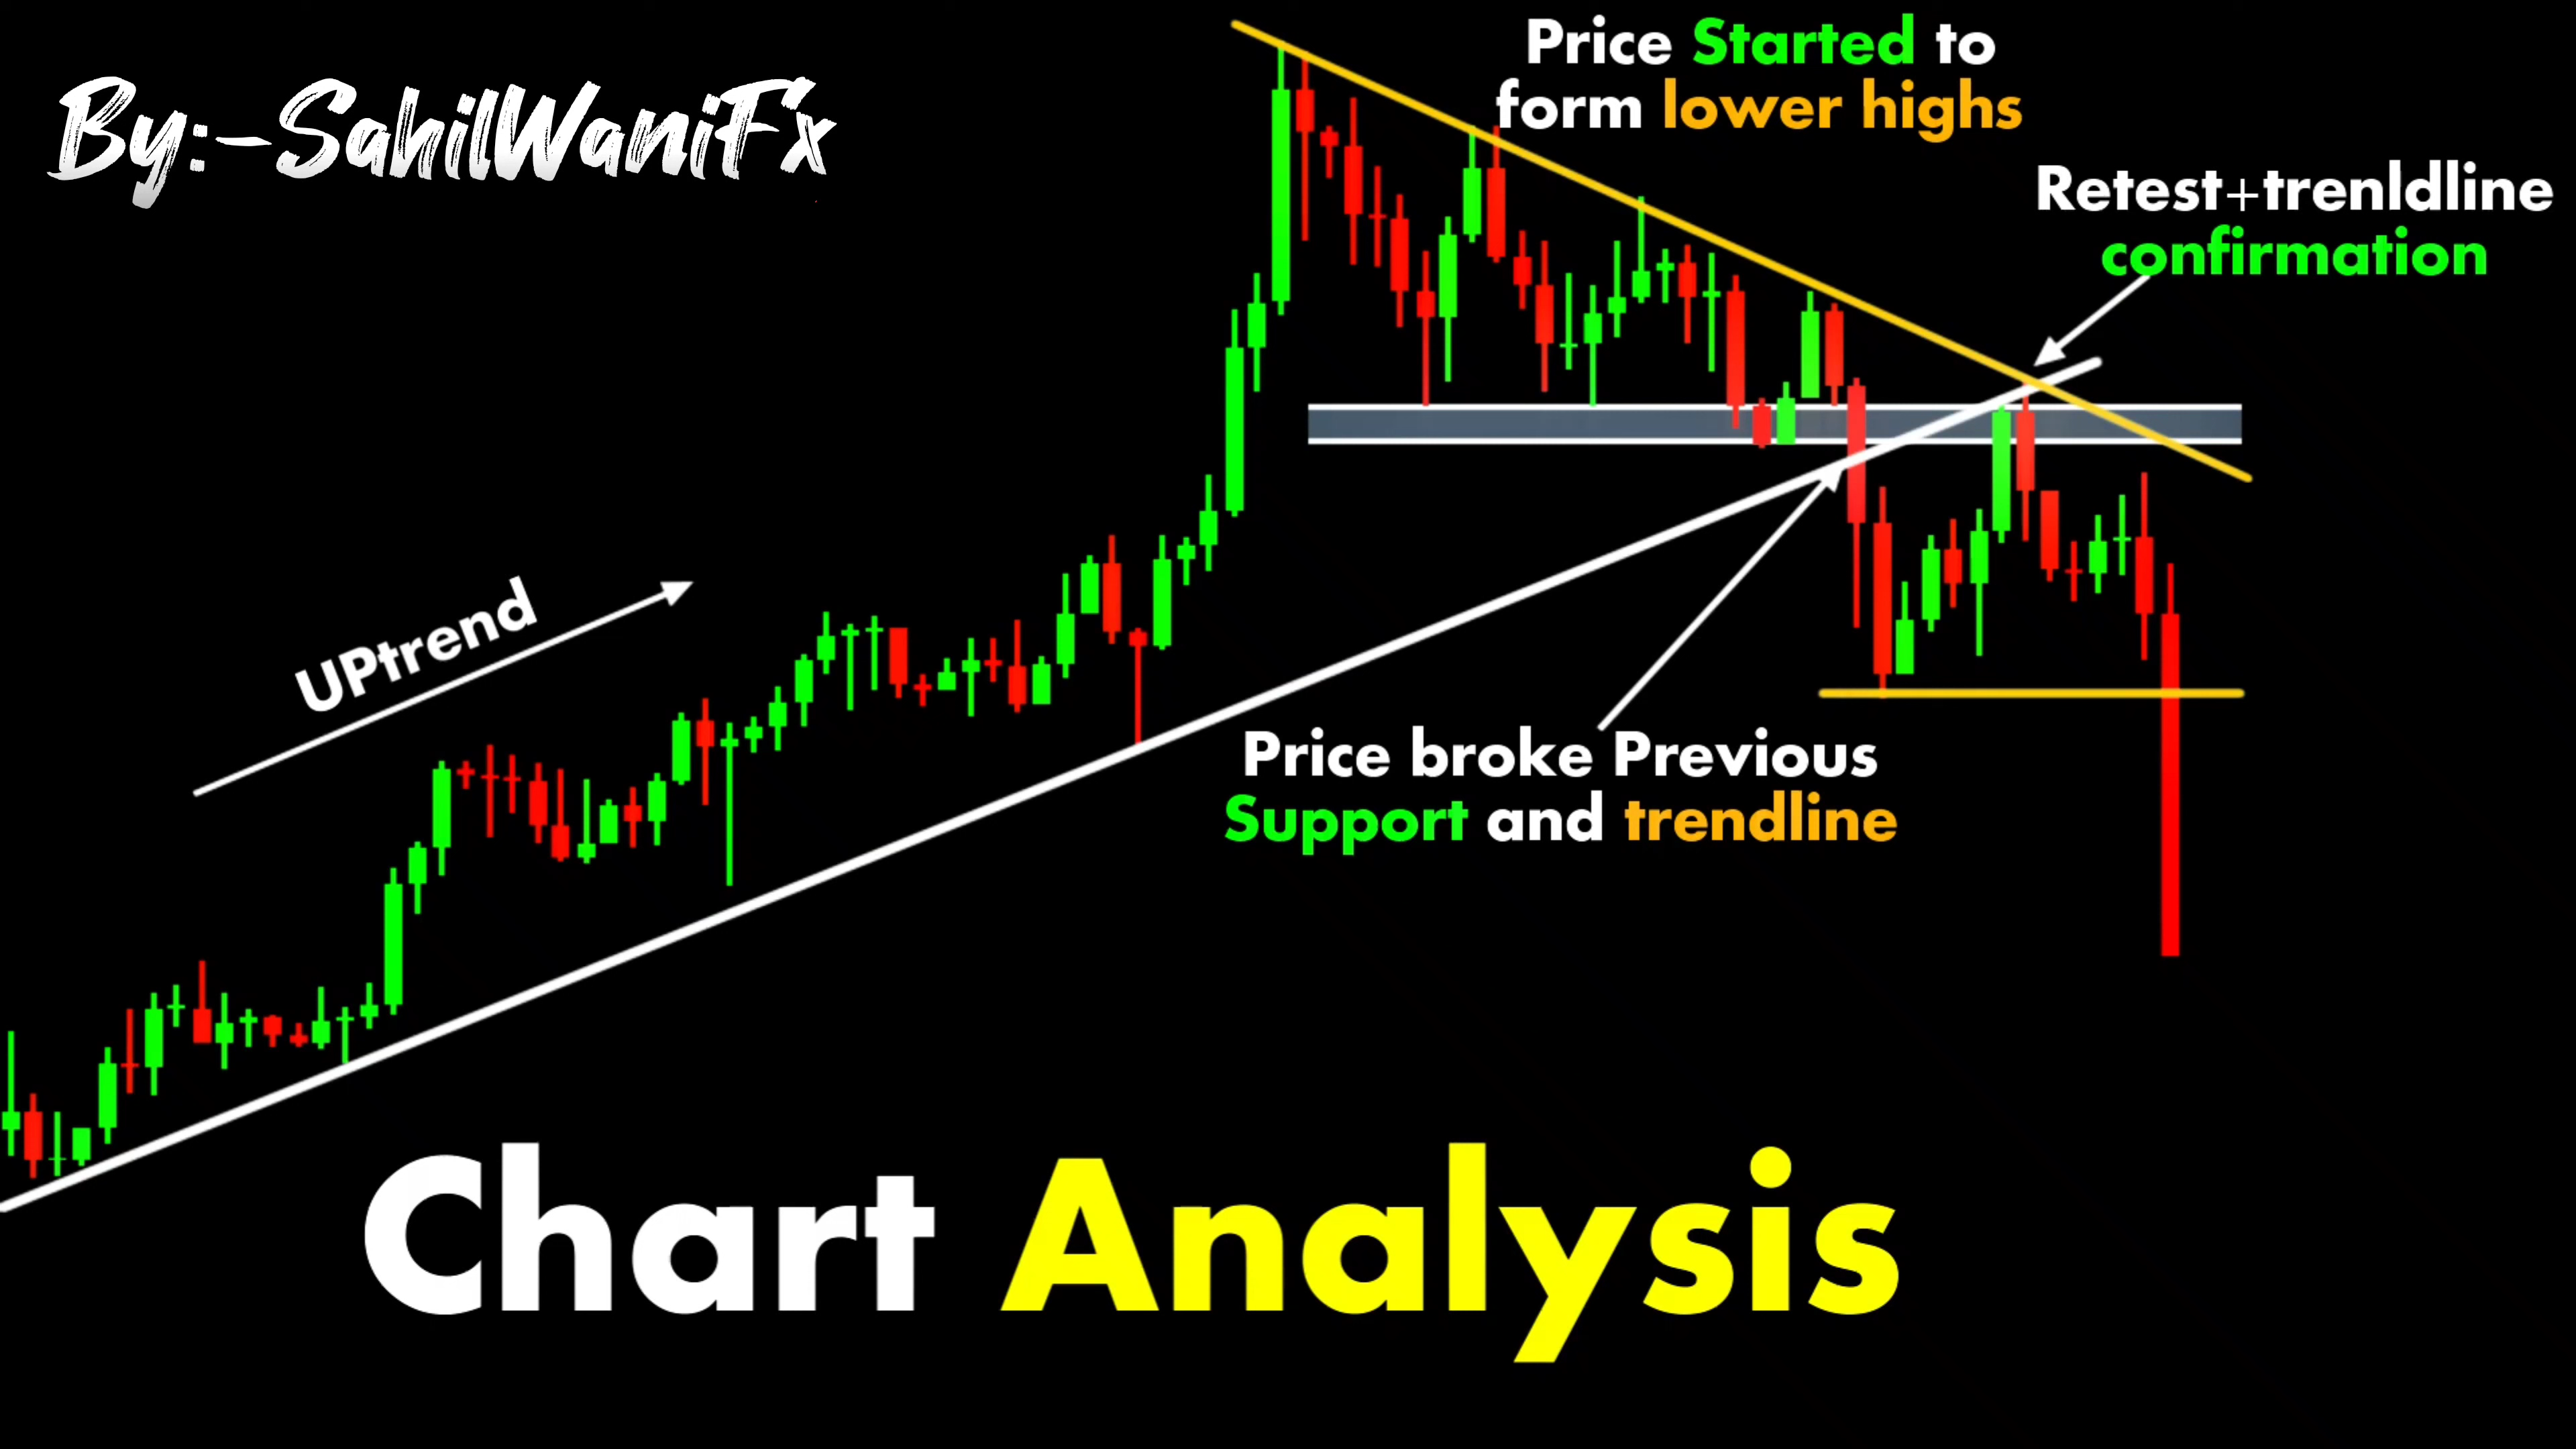 By:-SahilWaniFx
Price Started to
form lower highs
Retest+trenldline
confirmation
UPtrend
Price broke Previous
Support and trendline
Chart Analysis